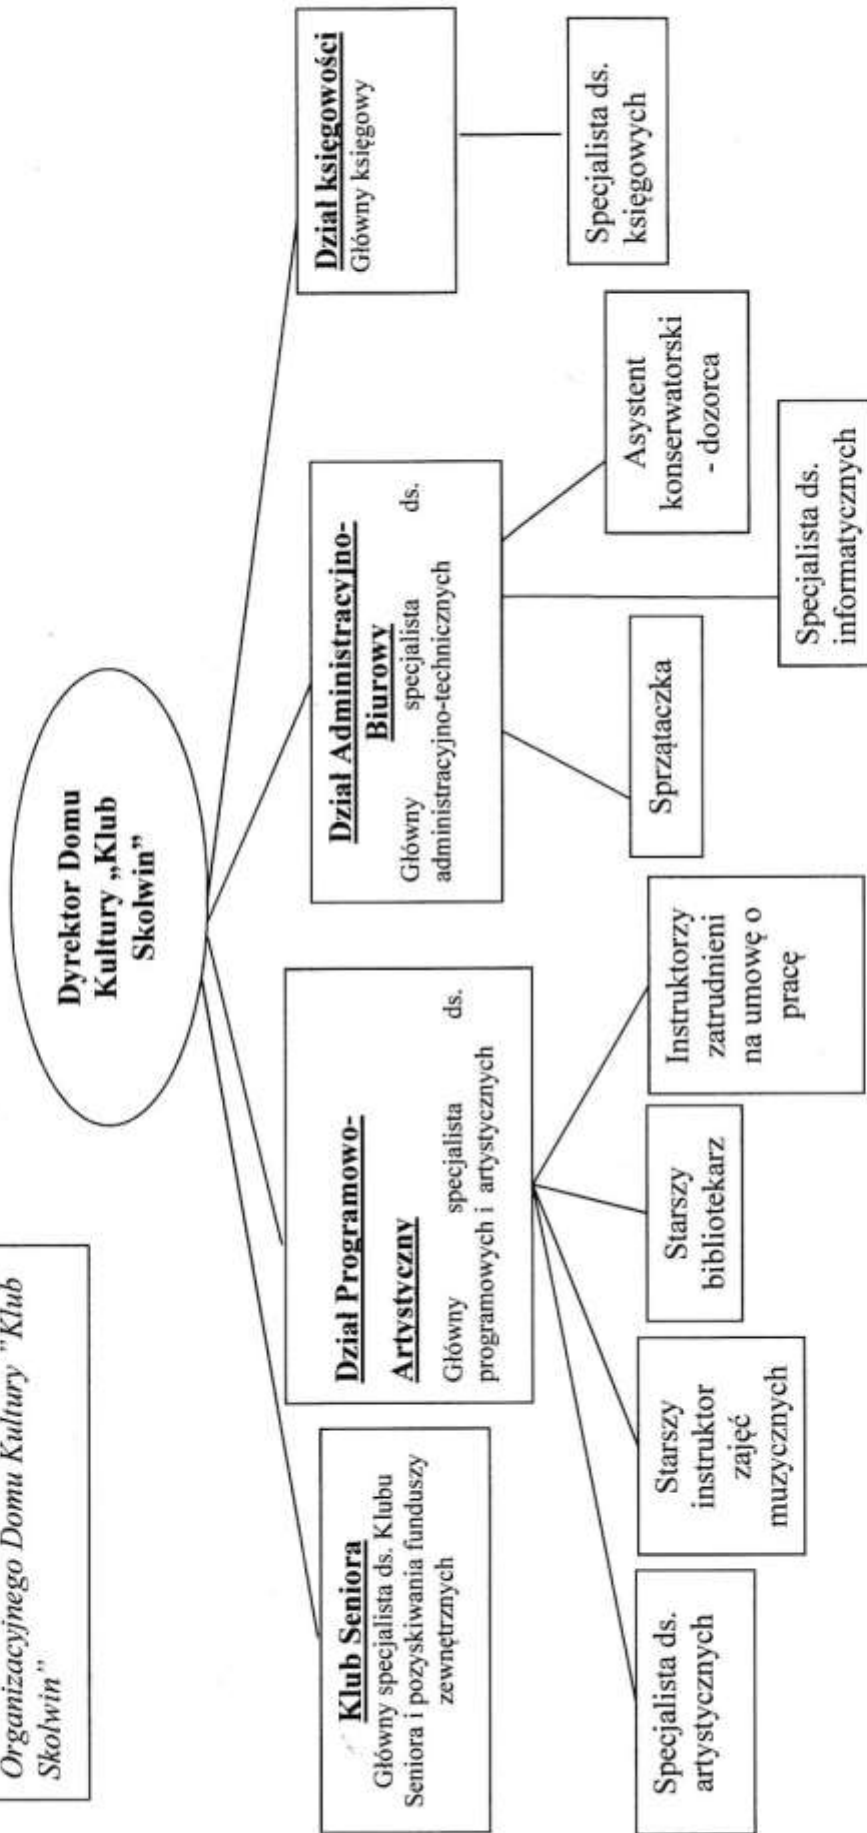 Organizacyjnego Domu Kultury "Klub
Skolwin"
Dyrektor Domu
Kultury „Klub
Skolwin”
Klub Seniora
Główny specjalista ds. Klubu
Seniora i pozyskiwania funduszy
zewnętrznych
Dział Programowo-
Artystyczny
Główny specjalista ds.
programowych i artystycznych
Dział Administracyjno-
Biurowy
Główny specjalista ds.
administracyjno-technicznych
Dział księgowości
Główny księgowy
Specjalista ds.
artystycznych
Starszy
instruktor
zajęć
muzycznych
Starszy
bibliotekarz
Instruktorzy
zatrudnieni
na umowę o
pracę
Sprzątaczka
Specjalista ds.
informatycznych
Asystent
konserwatorski
- dozorca
Specjalista ds.
księgowych